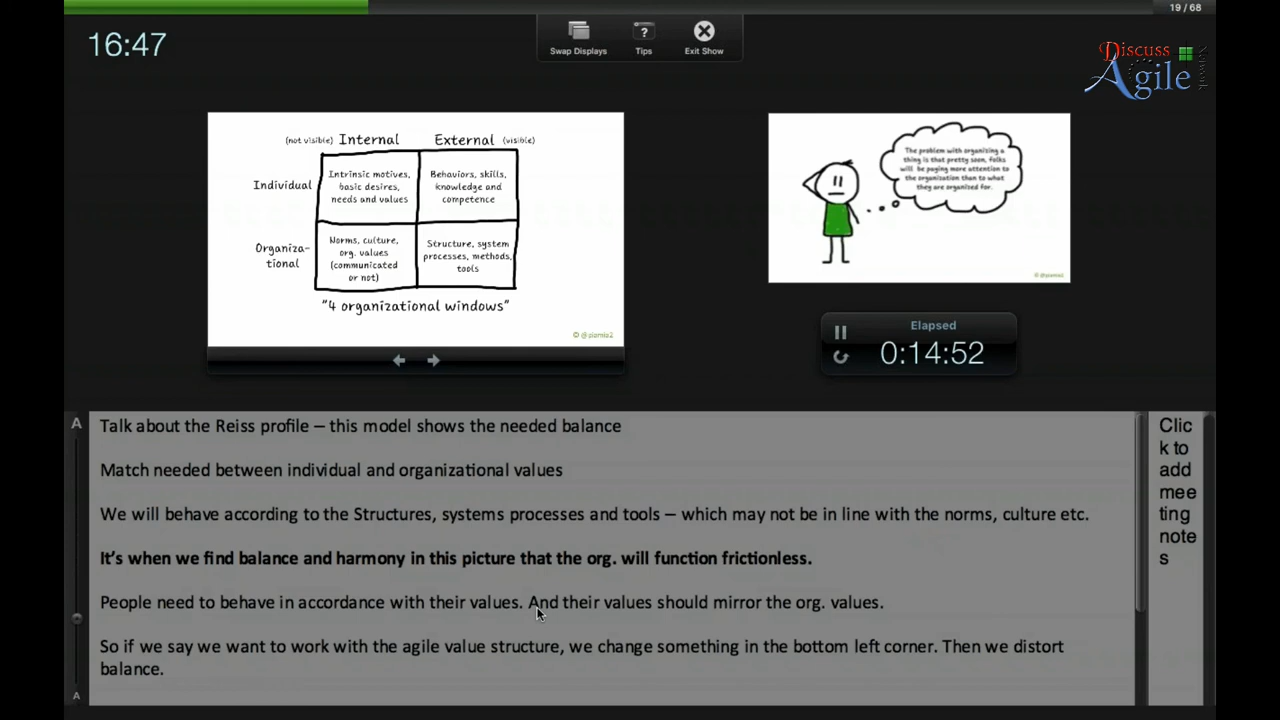 19 / 68
16:47
Swap Displays
Tips
Exit Show
Discuss
Agile
Network
(not visible) Internal External (visible)
Individual
Intrinsic motives,
basic desires,
needs and values
Behaviors, skills,
knowledge and
competence
Organiza-
tional
Norms, culture,
org. values
(communicated
or not)
Structure, system
processes, methods,
tools
"4 organizational windows"
The problem with organizing a
thing is that pretty soon, folks
will be paying more attention to
the organization than to what
they are organized for.
Elapsed
0:14:52
A
Talk about the Reiss profile – this model shows the needed balance
Match needed between individual and organizational values
We will behave according to the Structures, systems processes and tools – which may not be in line with the norms, culture etc.
It's when we find balance and harmony in this picture that the org. will function frictionless.
People need to behave in accordance with their values. And their values should mirror the org. values.
So if we say we want to work with the agile value structure, we change something in the bottom left corner. Then we distort
balance.
A
Clic
k to
add
mee
ting
note
s